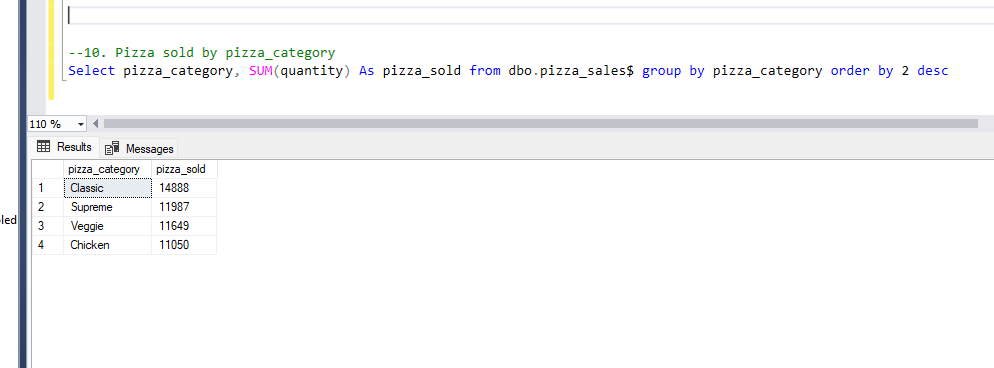 --10. Pizza sold by pizza_category
Select pizza_category, SUM(quantity) As pizza_sold from dbo.pizza_sales$ group by pizza_category order by 2 desc
110 %
Results Messages
pizza_category pizza_sold
1 Classic 14888
2 Supreme 11987
oled
3 Veggie 11649
4 Chicken 11050